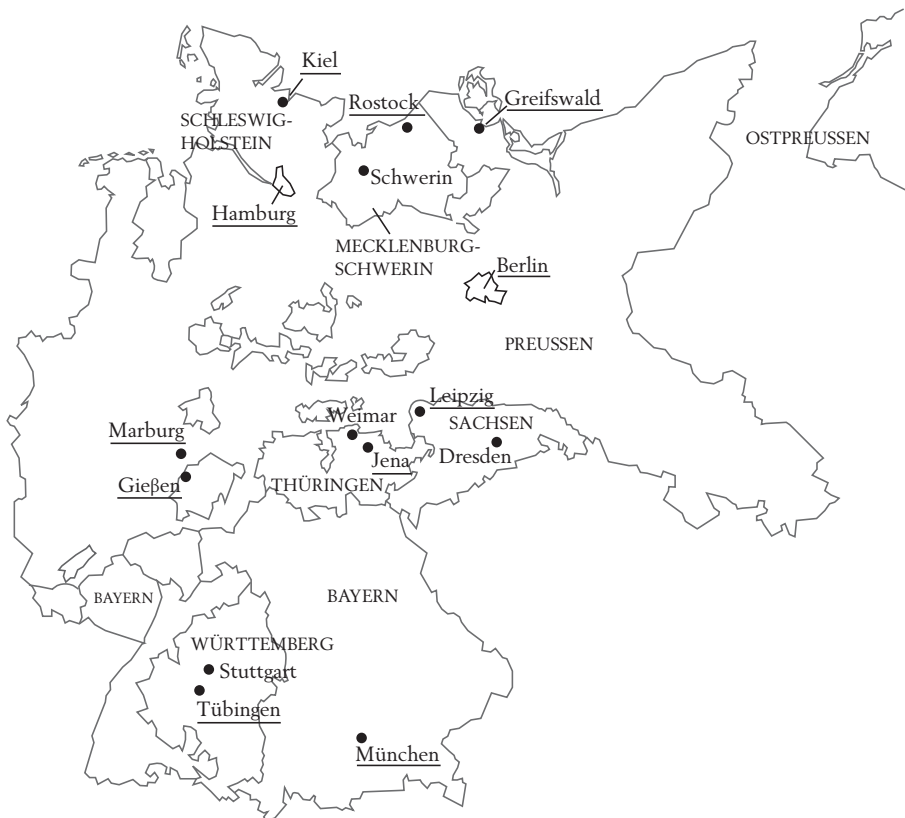 Kiel
Rostock
Greifswald
SCHLESWIG-
HOLSTEIN
OSTPREUSSEN
Schwerin
Hamburg
MECKLENBURG-
SCHWERIN
Berlin
PREUSSEN
Leipzig
Weimar
SACHSEN
Marburg
Jena
Dresden
Gieβen
THÜRINGEN
BAYERN
BAYERN
WÜRTTEMBERG
Stuttgart
Tübingen
München